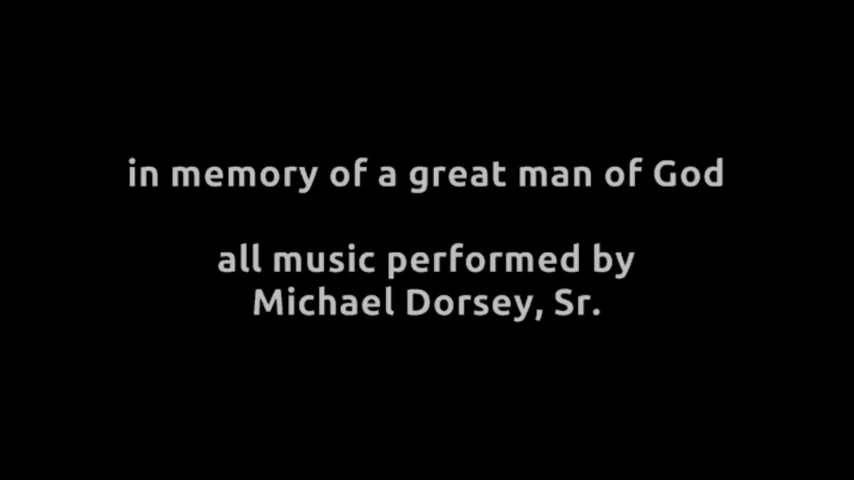 in memory of a great man of God
all music performed by
Michael Dorsey, Sr.